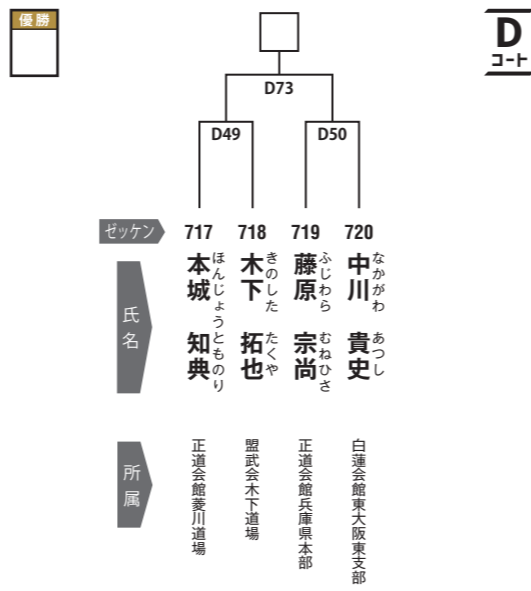 優勝
D
コート
D73
D49
D50
ゼッケン
717
718
719
720
氏名
本城 知典
ほんじょう とものり
木下 拓也
きのした たくや
藤原 宗尚
ふじわら むねひさ
中川 貴史
なかがわ あつし
所属
正道会館菱川道場
盟武会木下道場
正道会館兵庫県本部
白蓮会館東大阪東支部